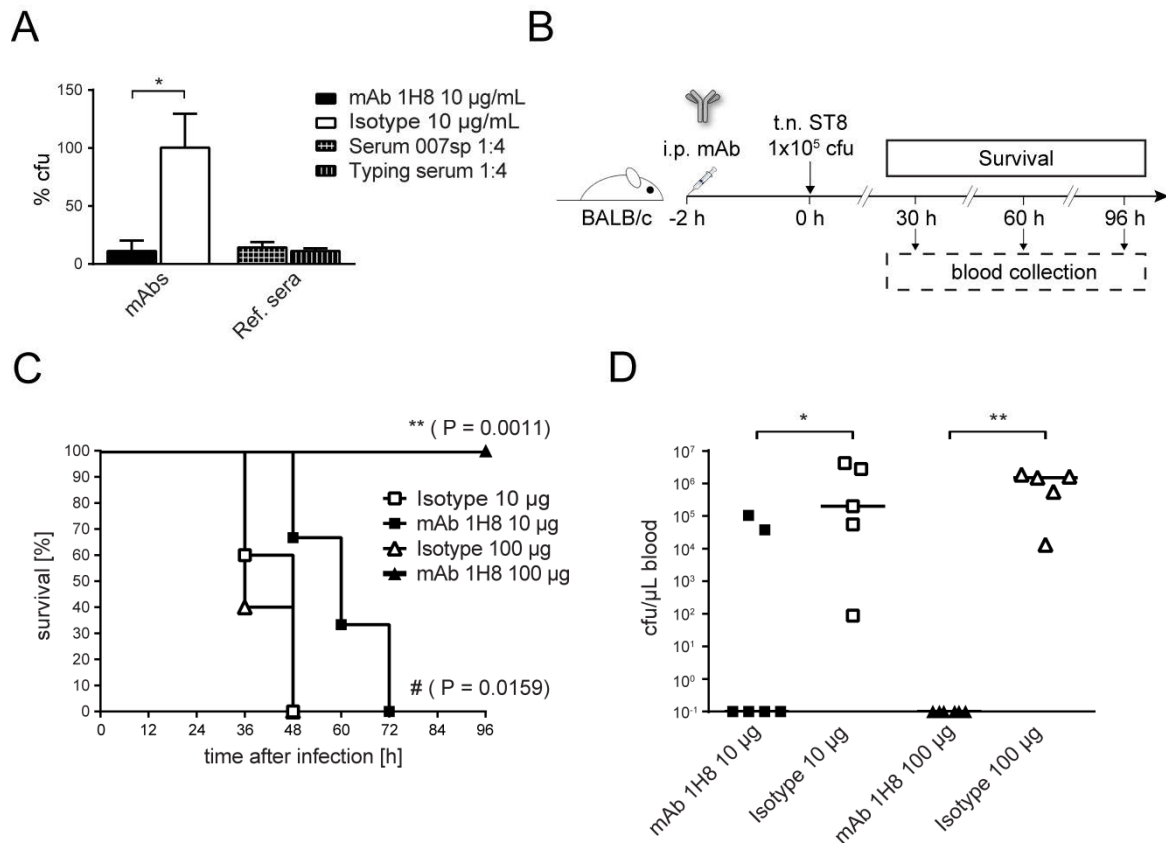 A
150
100
50
0
% cfu
*
mAbs
Ref. sera
mAb 1H8 10 µg/mL
Isotype 10 µg/mL
Serum 007sp 1:4
Typing serum 1:4
B
i.p. mAb
t.n. ST8
1x10⁵ cfu
Survival
BALB/c
-2 h
0 h
30 h
60 h
96 h
blood collection
C
** ( P = 0.0011)
100
90
80
70
60
50
40
30
20
10
0
survival [%]
Isotype 10 µg
mAb 1H8 10 µg
Isotype 100 µg
mAb 1H8 100 µg
# ( P = 0.0159)
0 12 24 36 48 60 72 84 96
time after infection [h]
D
*
**
10⁷
10⁶
10⁵
10⁴
10³
10²
10¹
10⁰
10⁻¹
cfu/µL blood
mAb 1H8 10 µg
Isotype 10 µg
mAb 1H8 100 µg
Isotype 100 µg